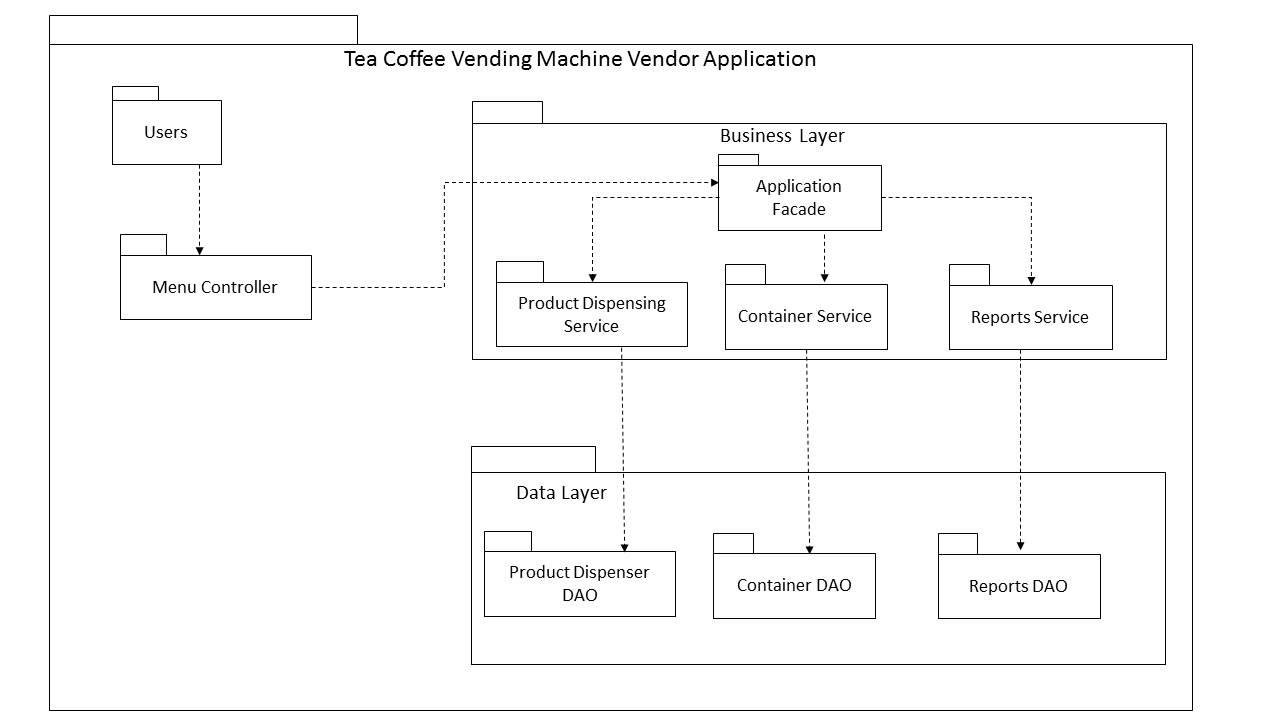 Tea Coffee Vending Machine Vendor Application
Users
Business Layer
Application
Facade
Menu Controller
Product Dispensing
Service
Container Service
Reports Service
Data Layer
Product Dispenser
DAO
Container DAO
Reports DAO